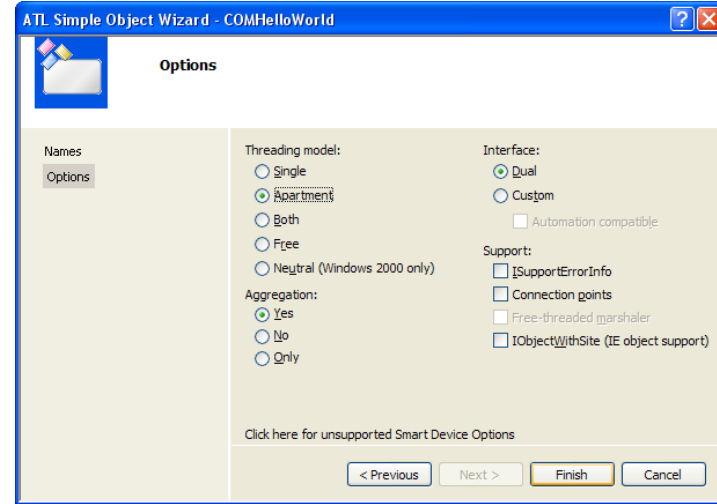 ATL Simple Object Wizard - COMHelloWorld
Options
Names
Options
Threading model:
Single
Apartment
Both
Free
Neutral (Windows 2000 only)
Aggregation:
Yes
No
Only
Interface:
Dual
Custom
Automation compatible
Support:
ISupportErrorInfo
Connection points
Free-threaded marshaler
IObjectWithSite (IE object support)
Click here for unsupported Smart Device Options
< Previous
Next >
Finish
Cancel